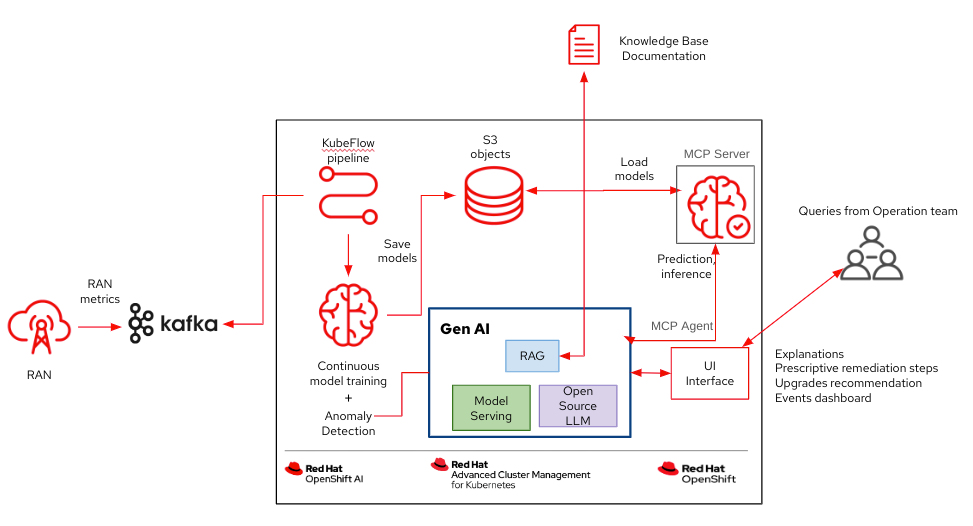 Knowledge Base
Documentation
KubeFlow
pipeline
S3
objects
MCP Server
Load
models
Queries from Operation team
Save
models
Prediction,
inference
RAN
metrics
kafka
RAN
Gen AI
MCP Agent
RAG
UI
Interface
Explanations
Prescriptive remediation steps
Upgrades recommendation
Events dashboard
Continuous
model training
+
Anomaly
Detection
Model
Serving
Open
Source
LLM
Red Hat
OpenShift AI
Red Hat
Advanced Cluster Management
for Kubernetes
Red Hat
OpenShift